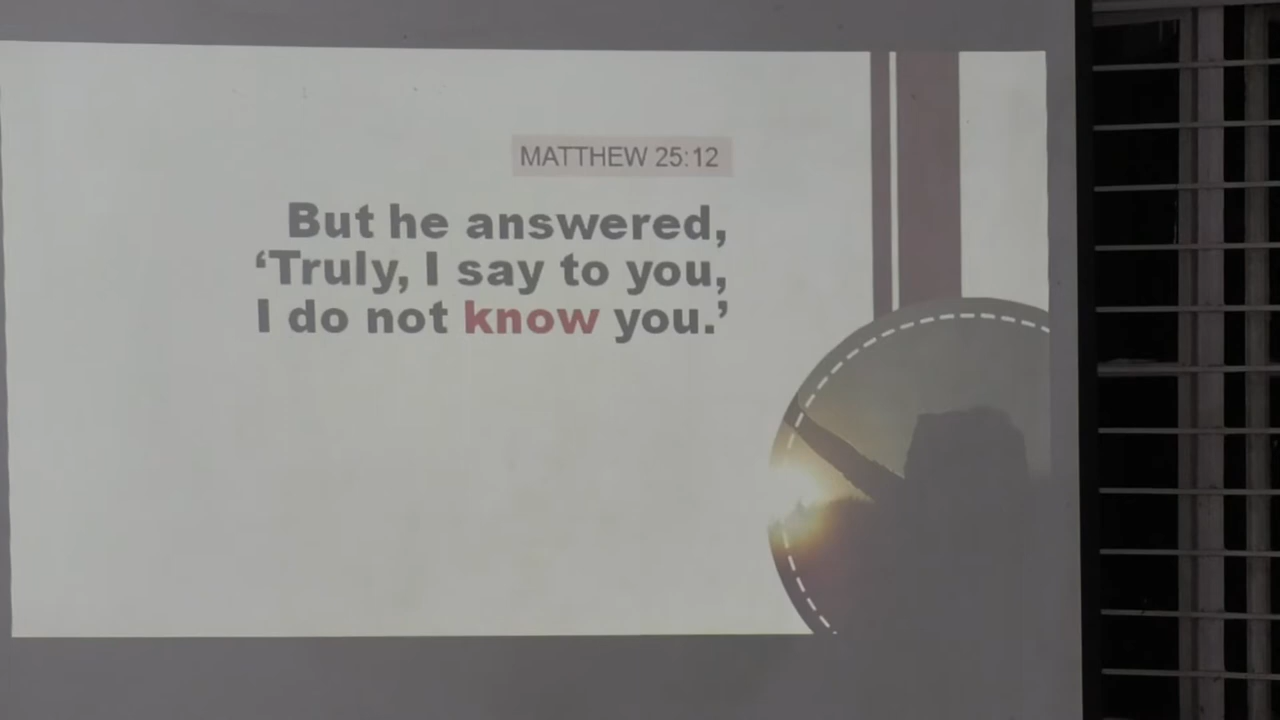 MATTHEW 25:12
But he answered,
‘Truly, I say to you,
I do not know you.’